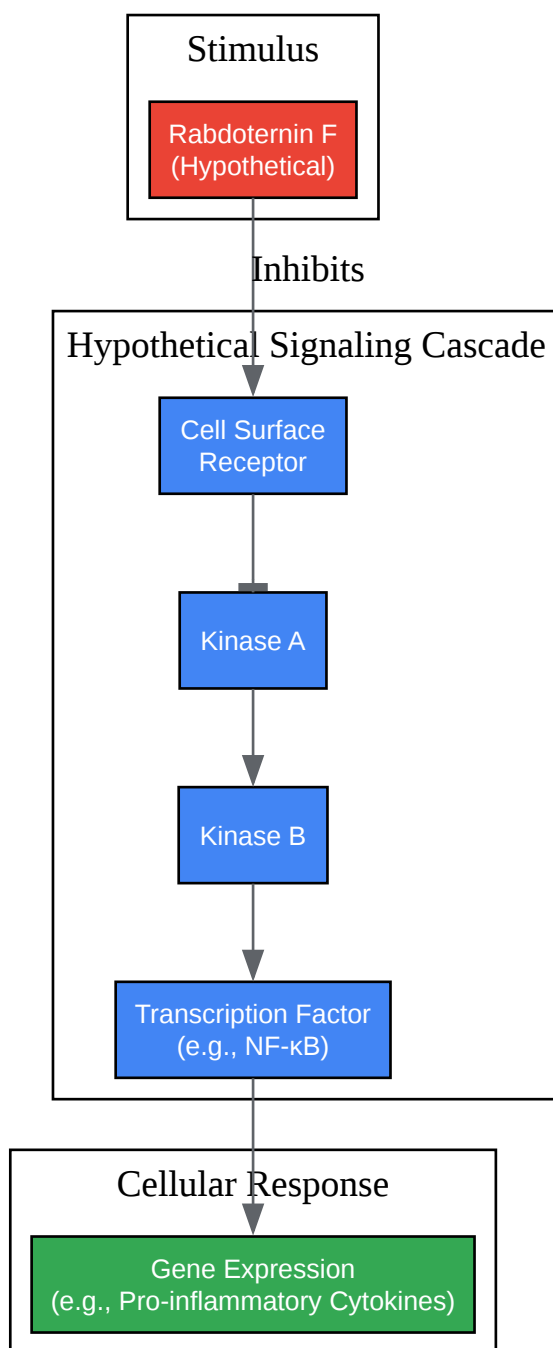 Stimulus
Rabdoternin F
(Hypothetical)
Inhibits
Hypothetical Signaling Cascade
Cell Surface
Receptor
Kinase A
Kinase B
Transcription Factor
(e.g., NF-κB)
Cellular Response
Gene Expression
(e.g., Pro-inflammatory Cytokines)